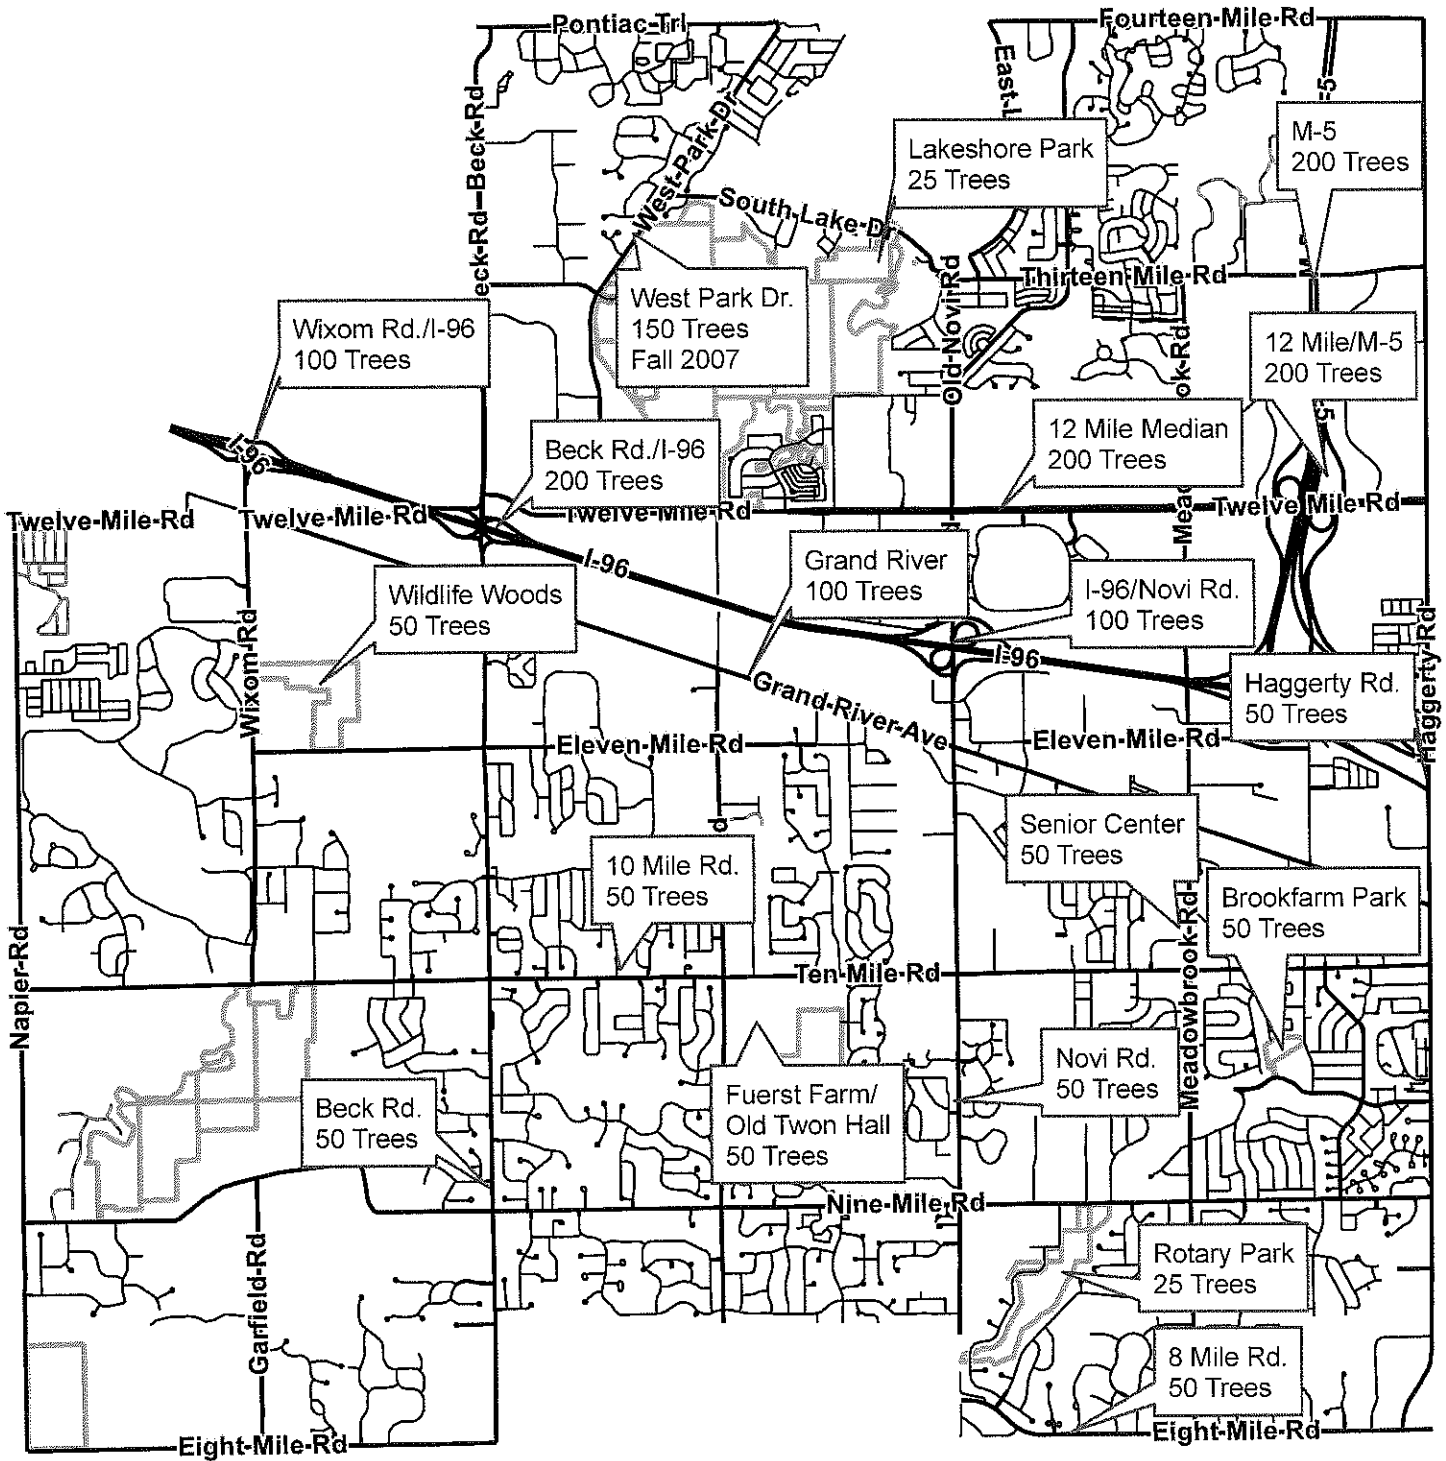 Pontiac-Trl
Fourteen-Mile-Rd
East-L
-5
Beck-Rd
eck-Rd
West-Park-Dr
West-Park-Dr
South-Lake-Dr
Lakeshore Park
25 Trees
M-5
200 Trees
Thirteen-Mile-Rd
Old-Novi-Rd
West Park Dr.
150 Trees
Fall 2007
Wixom Rd./I-96
100 Trees
12 Mile/M-5
200 Trees
ok-Rd
-5
12 Mile Median
200 Trees
Beck Rd./I-96
200 Trees
I-96
Twelve-Mile-Rd
Twelve-Mile-Rd
Twelve-Mile-Rd
Twelve Mile-Rd
Mea
d
I-96
Grand River
100 Trees
I-96/Novi Rd.
100 Trees
Wildlife Woods
50 Trees
Wixom-Rd
I-96
Haggerty-Rd
Haggerty Rd.
50 Trees
Grand-River-Ave
Eleven-Mile-Rd
Eleven-Mile-Rd
d
Senior Center
50 Trees
10 Mile Rd.
50 Trees
Brookfarm Park
50 Trees
Napier-Rd
Ten-Mile-Rd
Meadowbrook-Rd
Novi Rd.
50 Trees
Beck Rd.
50 Trees
Fuerst Farm/
Old Twon Hall
50 Trees
Nine-Mile-Rd
Garfield-Rd
Rotary Park
25 Trees
8 Mile Rd.
50 Trees
Eight-Mile-Rd
Eight-Mile-Rd